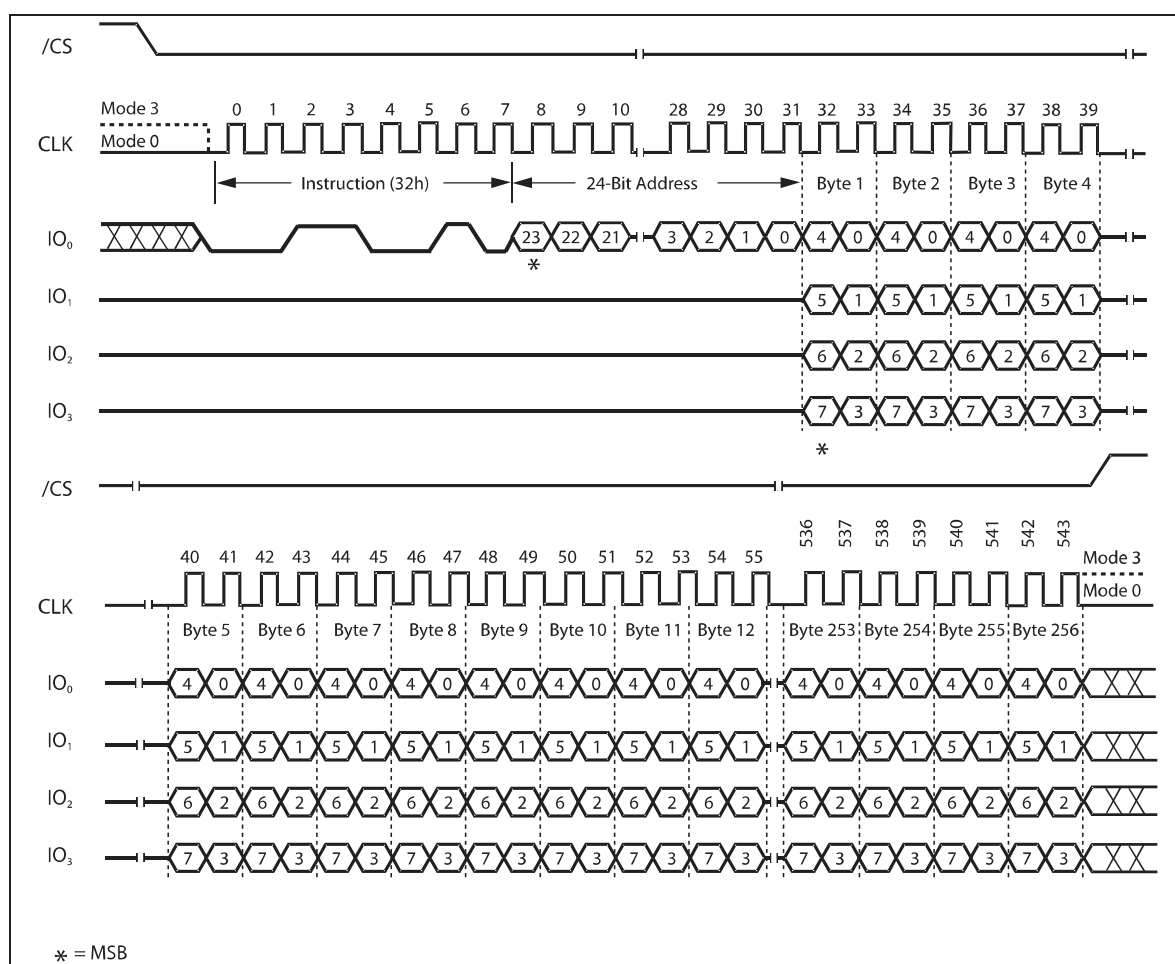 /CS
0 1 2 3 4 5 6 7 8 9 10 28 29 30 31 32 33 34 35 36 37 38 39
Mode 3
CLK Mode 0
Instruction (32h) 24-Bit Address Byte 1 Byte 2 Byte 3 Byte 4
IO₀ 23 22 21 3 2 1 0 4 0 4 0 4 0 4 0
*
IO₁ 5 1 5 1 5 1 5 1
IO₂ 6 2 6 2 6 2 6 2
IO₃ 7 3 7 3 7 3 7 3
*
/CS
40 41 42 43 44 45 46 47 48 49 50 51 52 53 54 55 536 537 538 539 540 541 542 543
Mode 3
CLK Mode 0
Byte 5 Byte 6 Byte 7 Byte 8 Byte 9 Byte 10 Byte 11 Byte 12 Byte 253 Byte 254 Byte 255 Byte 256
IO₀ 4 0 4 0 4 0 4 0 4 0 4 0 4 0 4 0 4 0 4 0 4 0 4 0
IO₁ 5 1 5 1 5 1 5 1 5 1 5 1 5 1 5 1 5 1 5 1 5 1 5 1
IO₂ 6 2 6 2 6 2 6 2 6 2 6 2 6 2 6 2 6 2 6 2 6 2 6 2
IO₃ 7 3 7 3 7 3 7 3 7 3 7 3 7 3 7 3 7 3 7 3 7 3 7 3
* = MSB